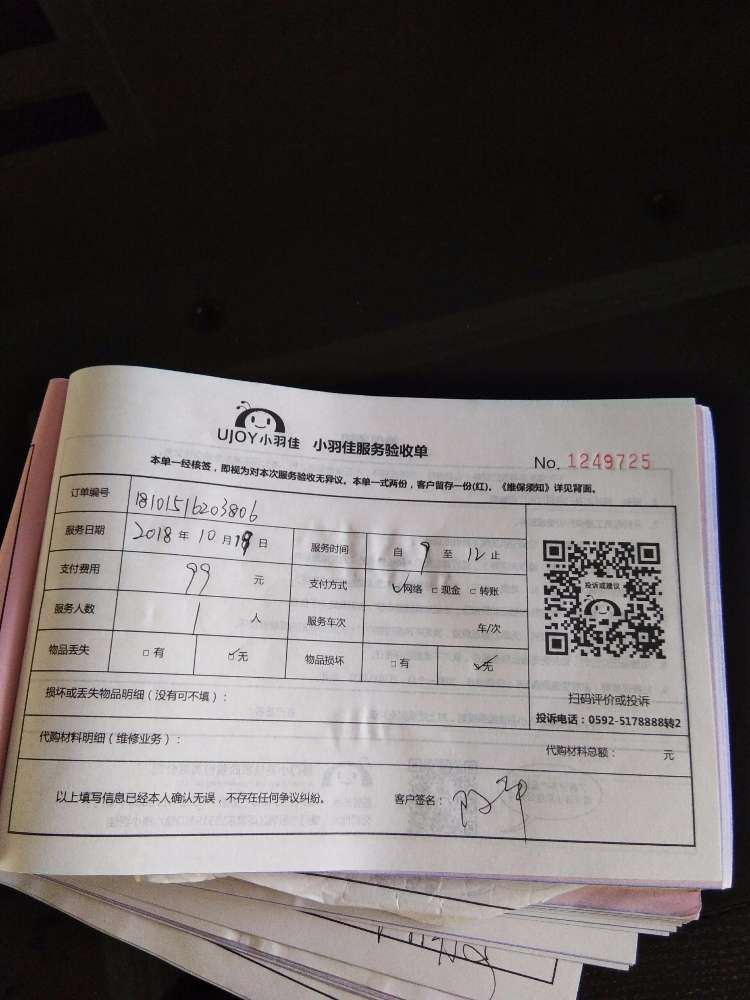 UJOY小羽佳 小羽佳服务验收单
No. 1249725
本单一经核签，即视为对本次服务验收无异议。本单一式两份，客户留存一份(红)。《维保须知》详见背面。
订单编号 18101516203806
服务日期 2018 年 10 月 19 日 服务时间 自 9 至 12 止
支付费用 99 元 支付方式 ☑网络 □现金 □转账
服务人数 1 人 服务车次 车/次
物品丢失 □有 ☑无 物品损坏 □有 ☑无
投诉或建议
扫码评价或投诉
投诉电话：0592-5178888转2
损坏或丢失物品明细（没有可不填）：
代购材料明细（维修业务）： 代购材料总额： 元
以上填写信息已经本人确认无误，不存在任何争议纠纷。 客户签名：